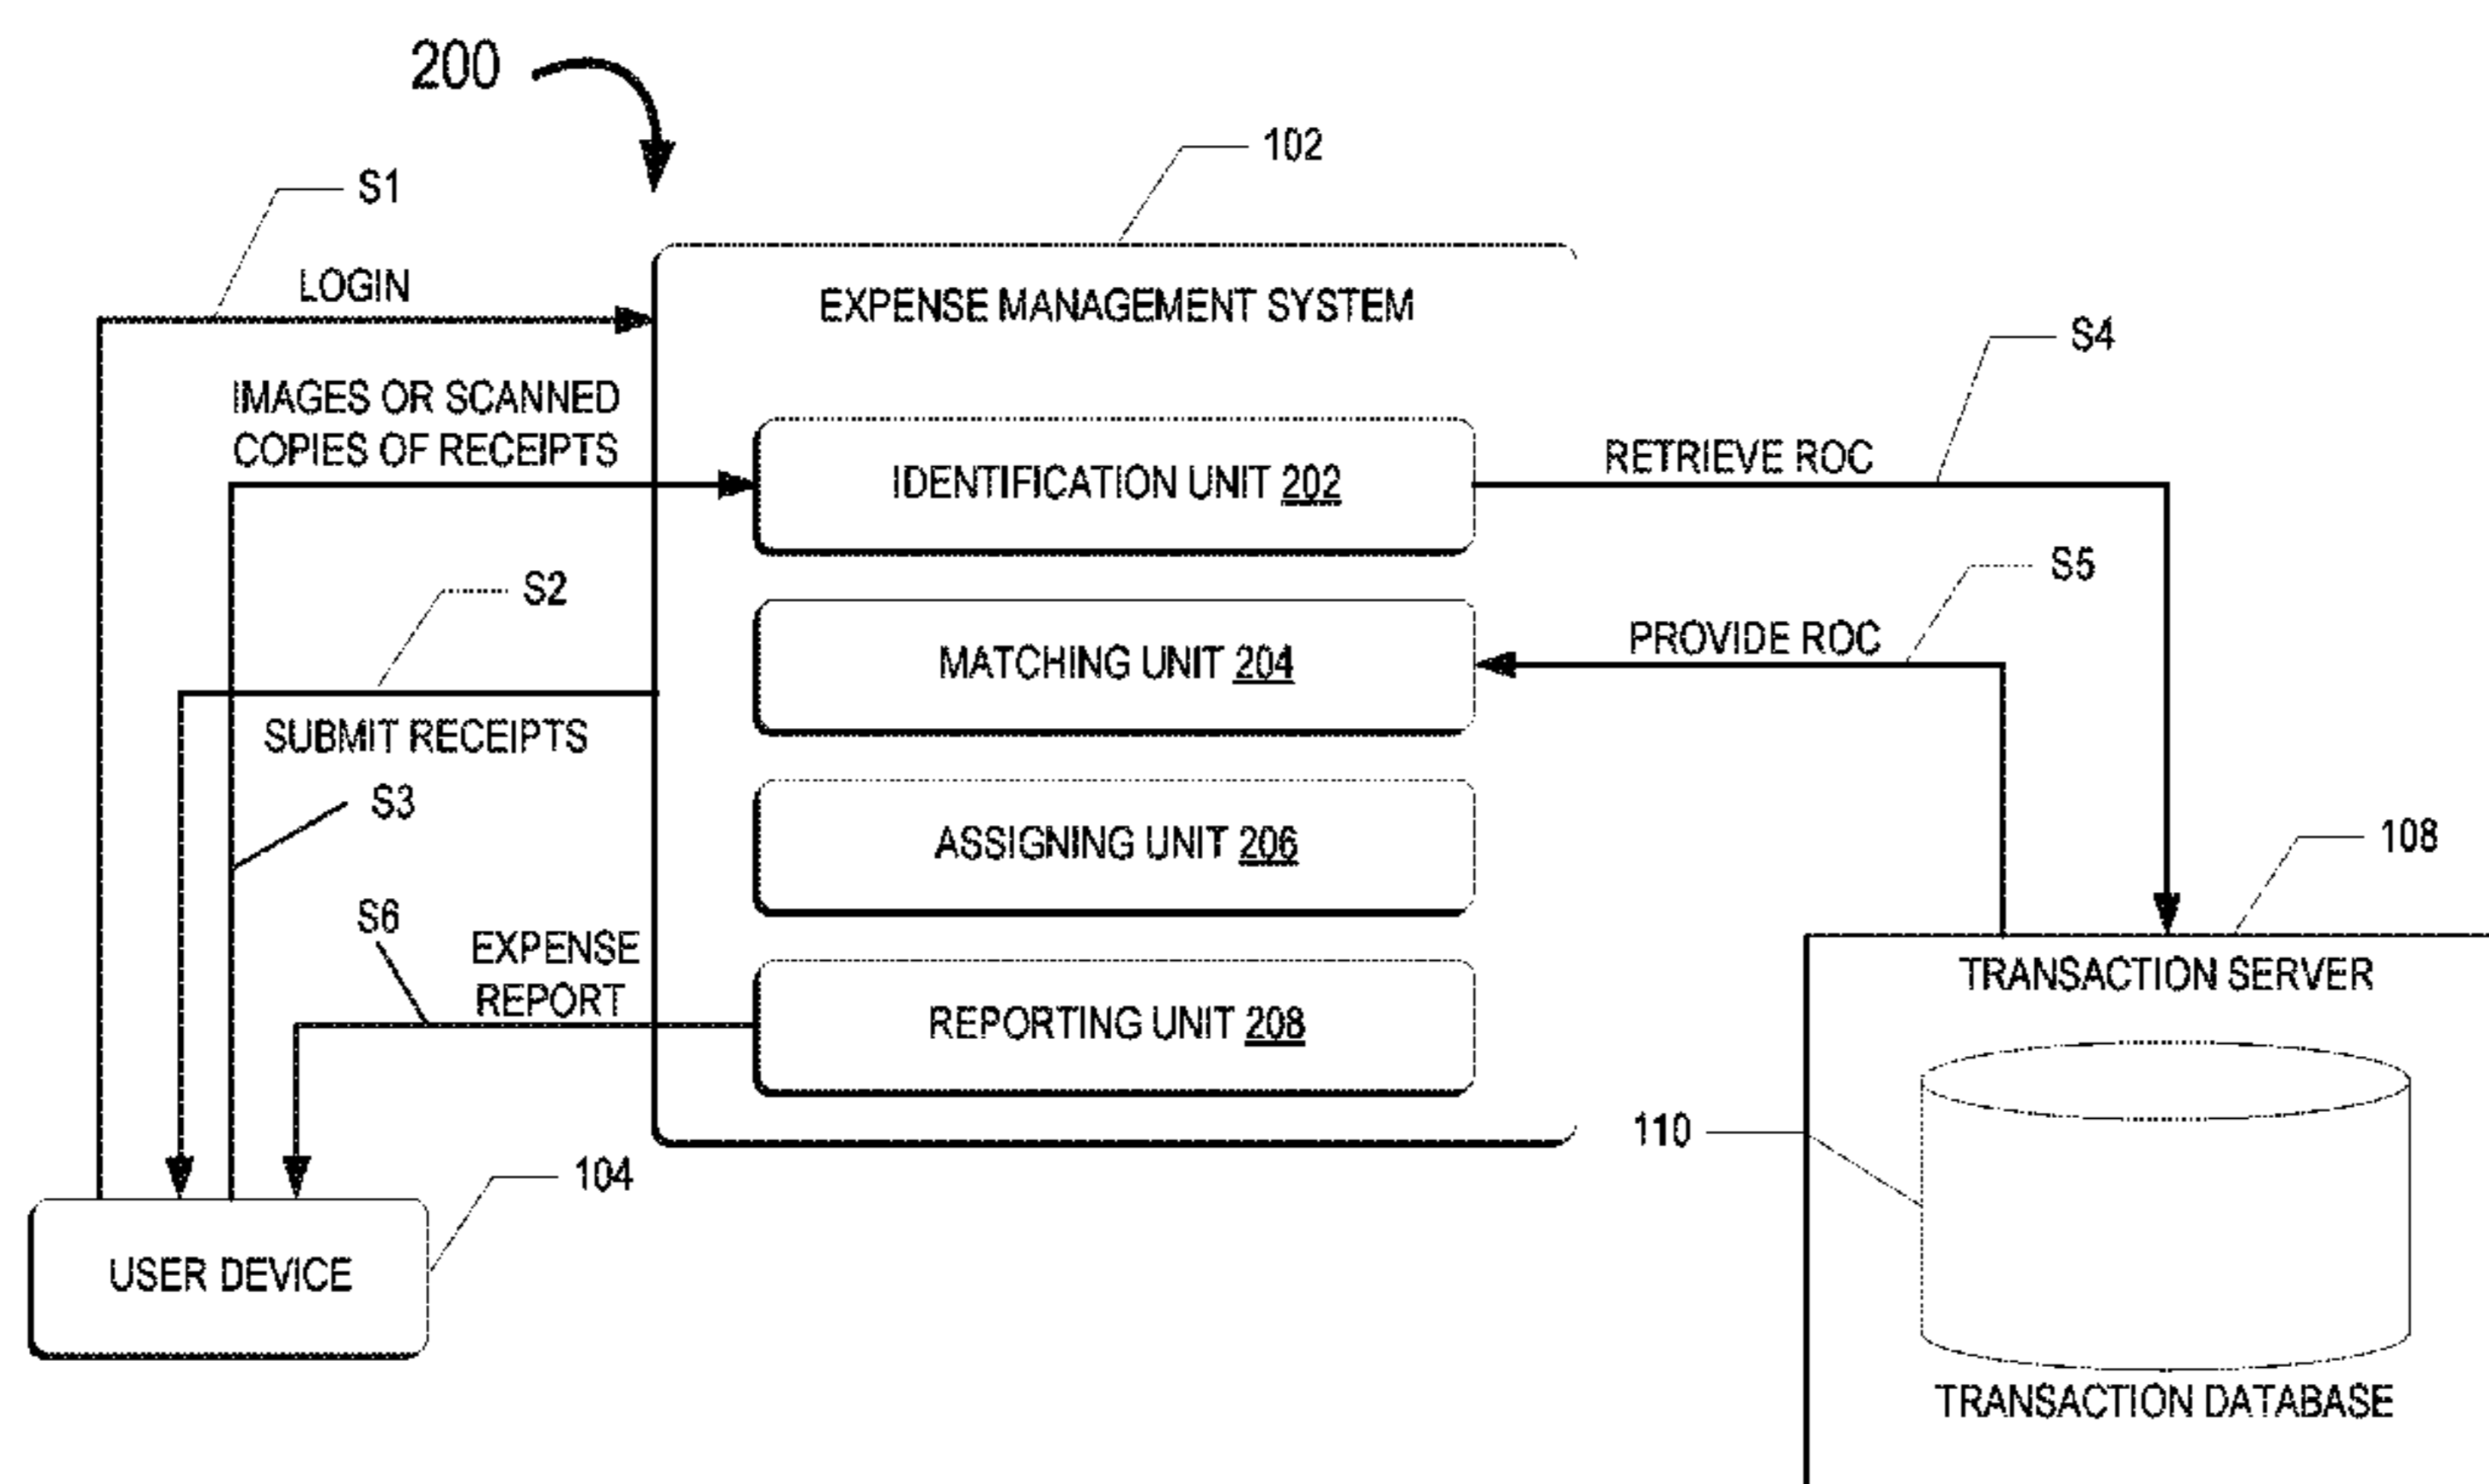 200
102
S1
LOGIN
EXPENSE MANAGEMENT SYSTEM
S4
IMAGES OR SCANNED
COPIES OF RECEIPTS
RETRIEVE ROC
IDENTIFICATION UNIT 202
S2
S5
PROVIDE ROC
MATCHING UNIT 204
SUBMIT RECEIPTS
S3
ASSIGNING UNIT 206
108
S6
EXPENSE
REPORT
TRANSACTION SERVER
REPORTING UNIT 208
110
104
USER DEVICE
TRANSACTION DATABASE